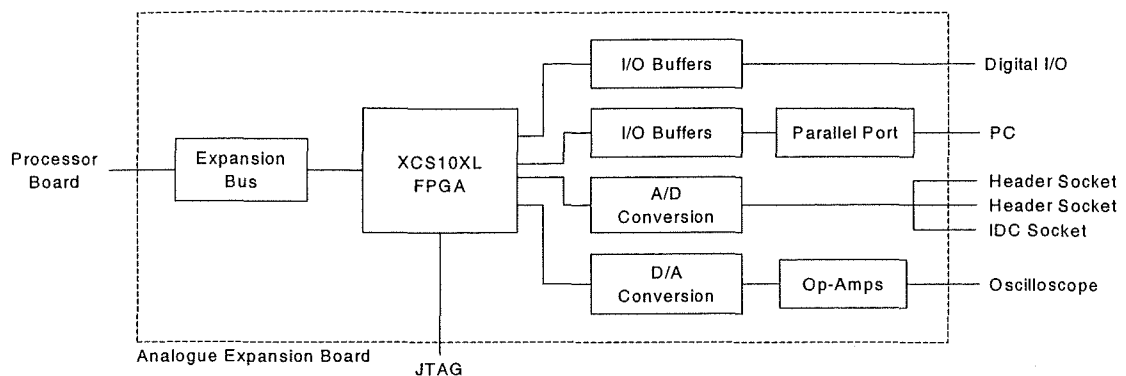 I/O Buffers
Digital I/O
I/O Buffers
Parallel Port
PC
Processor
Board
Expansion
Bus
XCS10XL
FPGA
A/D
Conversion
Header Socket
Header Socket
IDC Socket
D/A
Conversion
Op-Amps
Oscilloscope
Analogue Expansion Board
JTAG